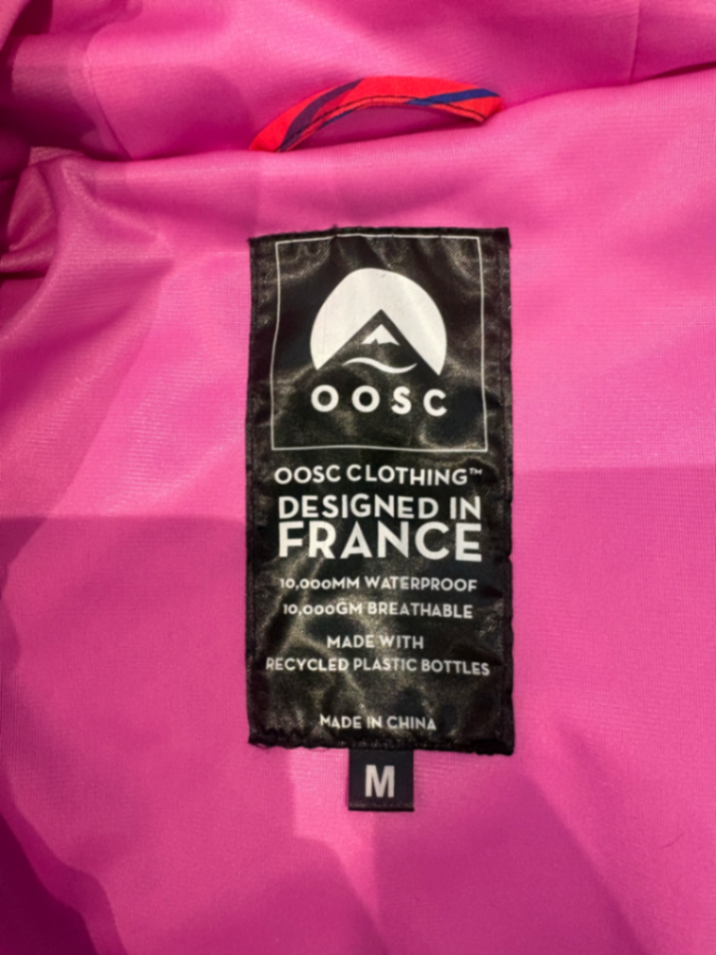 OOSC
OOSC CLOTHING™
DESIGNED IN
FRANCE
10,000MM WATERPROOF
10,000GM BREATHABLE
MADE WITH
RECYCLED PLASTIC BOTTLES
MADE IN CHINA
M